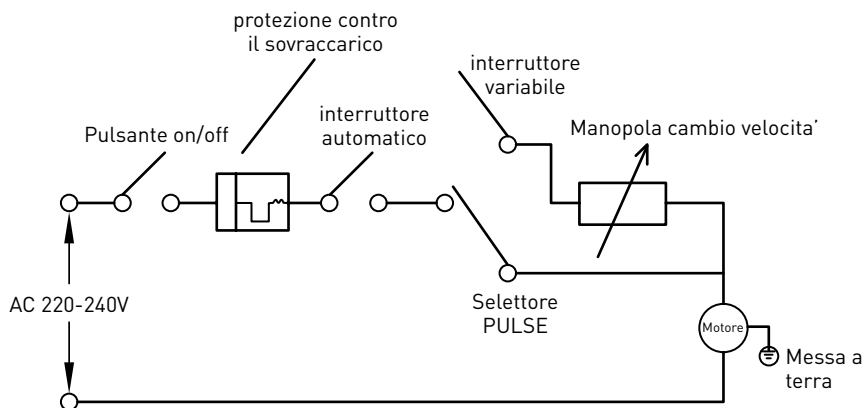 protezione contro
il sovraccarico
interruttore
variabile
Pulsante on/off
interruttore
automatico
Manopola cambio velocita’
AC 220-240V
Selettore
PULSE
Motore
Messa a
terra